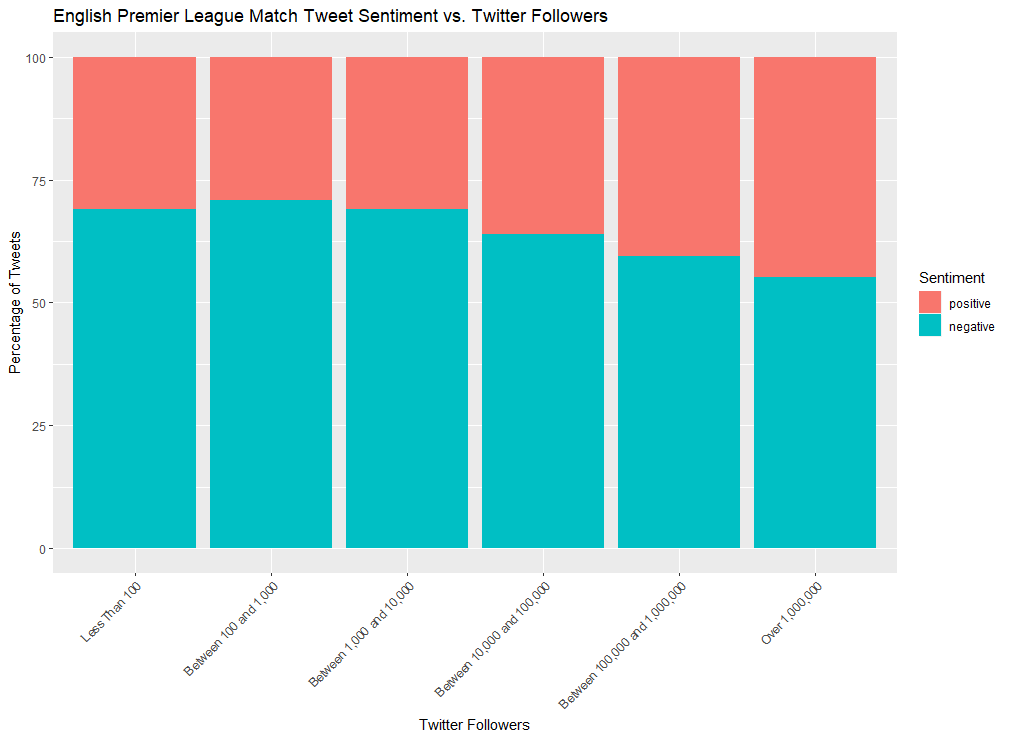 English Premier League Match Tweet Sentiment vs. Twitter Followers
Percentage of Tweets
100
75
50
25
0
Less Than 100
Between 100 and 1,000
Between 1,000 and 10,000
Between 10,000 and 100,000
Between 100,000 and 1,000,000
Over 1,000,000
Twitter Followers
Sentiment
positive
negative